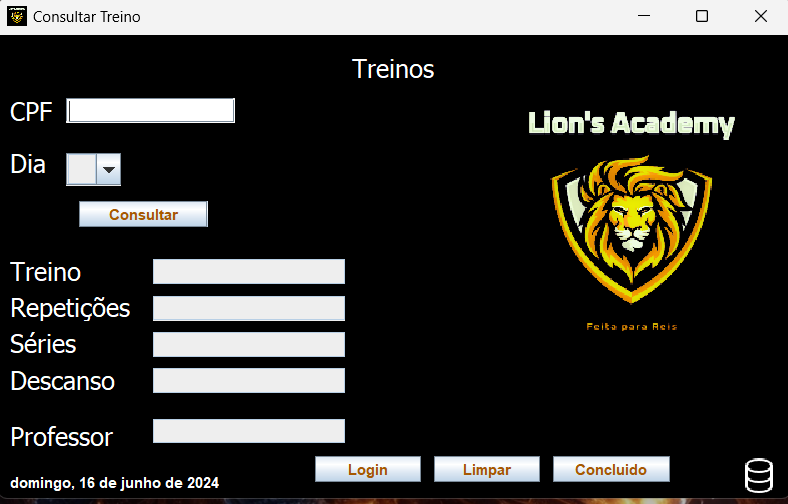 Consultar Treino
Treinos
CPF
Lion's Academy
Dia
Consultar
Treino
Repetições
Feita para Reis
Séries
Descanso
Professor
Login
Limpar
Concluido
domingo, 16 de junho de 2024